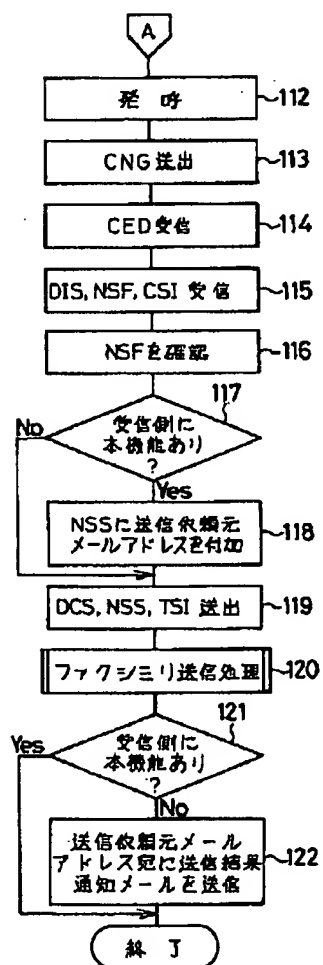 A
発 呼
112
CNG送出
113
CED受信
114
DIS, NSF, CSI 受信
115
NSFを確認
116
117
No
受信側に
本機能あり
?
Yes
NSSに送信依頼元
メールアドレスを付加
118
DCS, NSS, TSI 送出
119
ファクシミリ送信処理
120
121
Yes
受信側に
本機能あり
?
No
送信依頼元メール
アドレス宛に送信結果
通知メールを送信
122
終 了